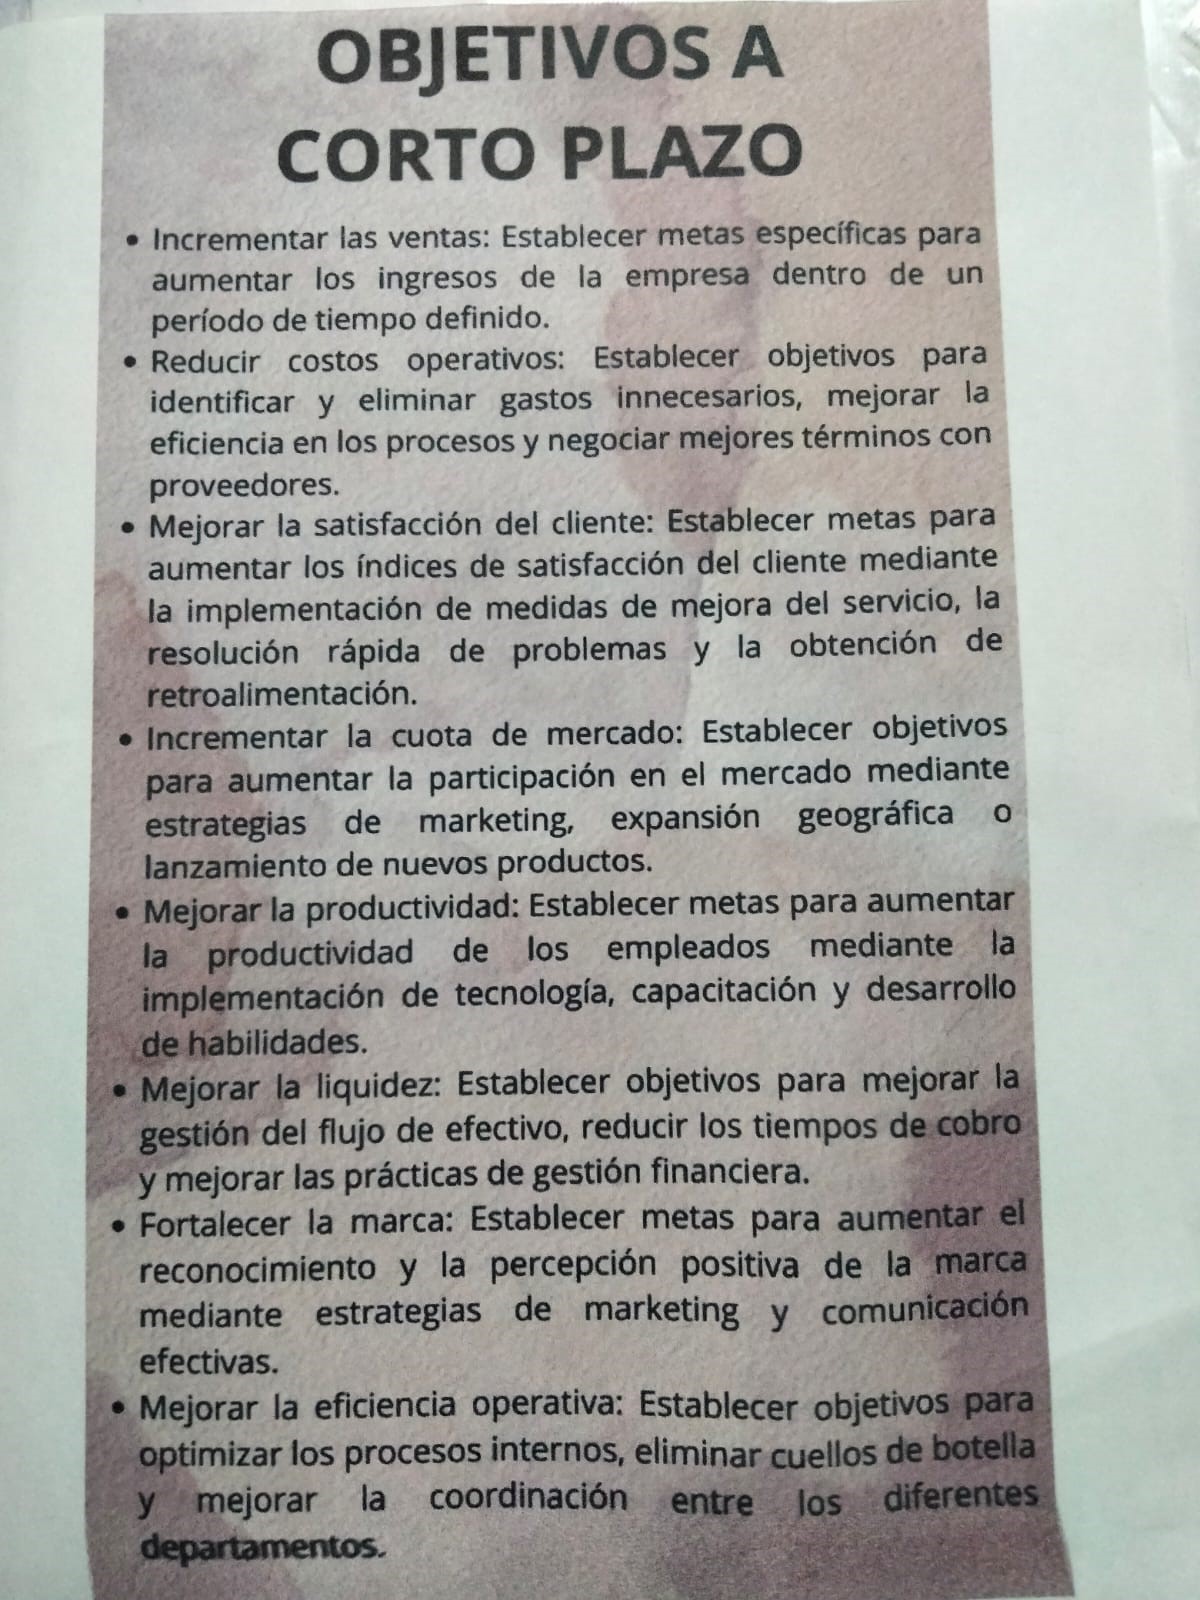 OBJETIVOS A
CORTO PLAZO
• Incrementar las ventas: Establecer metas específicas para
aumentar los ingresos de la empresa dentro de un
período de tiempo definido.
• Reducir costos operativos: Establecer objetivos para
identificar y eliminar gastos innecesarios, mejorar la
eficiencia en los procesos y negociar mejores términos con
proveedores.
• Mejorar la satisfacción del cliente: Establecer metas para
aumentar los índices de satisfacción del cliente mediante
la implementación de medidas de mejora del servicio, la
resolución rápida de problemas y la obtención de
retroalimentación.
• Incrementar la cuota de mercado: Establecer objetivos
para aumentar la participación en el mercado mediante
estrategias de marketing, expansión geográfica o
lanzamiento de nuevos productos.
• Mejorar la productividad: Establecer metas para aumentar
la productividad de los empleados mediante la
implementación de tecnología, capacitación y desarrollo
de habilidades.
• Mejorar la liquidez: Establecer objetivos para mejorar la
gestión del flujo de efectivo, reducir los tiempos de cobro
y mejorar las prácticas de gestión financiera.
• Fortalecer la marca: Establecer metas para aumentar el
reconocimiento y la percepción positiva de la marca
mediante estrategias de marketing y comunicación
efectivas.
• Mejorar la eficiencia operativa: Establecer objetivos para
optimizar los procesos internos, eliminar cuellos de botella
y mejorar la coordinación entre los diferentes
departamentos.